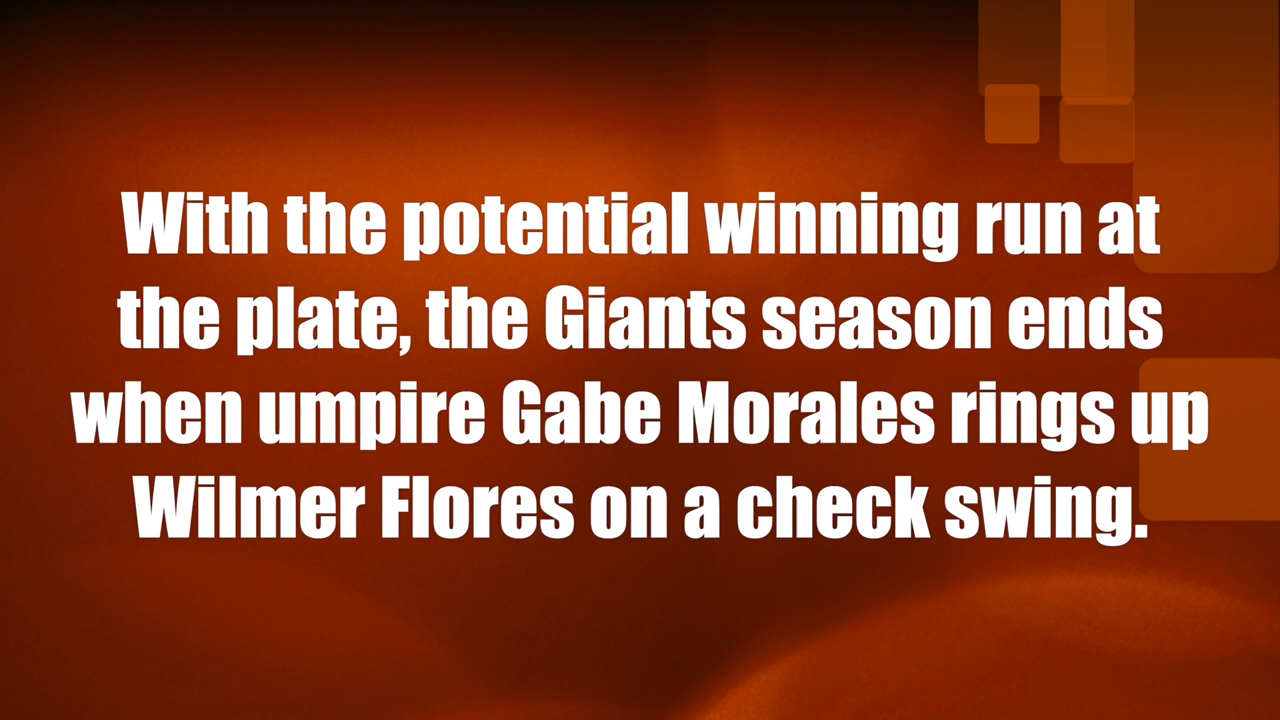 With the potential winning run at
the plate, the Giants season ends
when umpire Gabe Morales rings up
Wilmer Flores on a check swing.